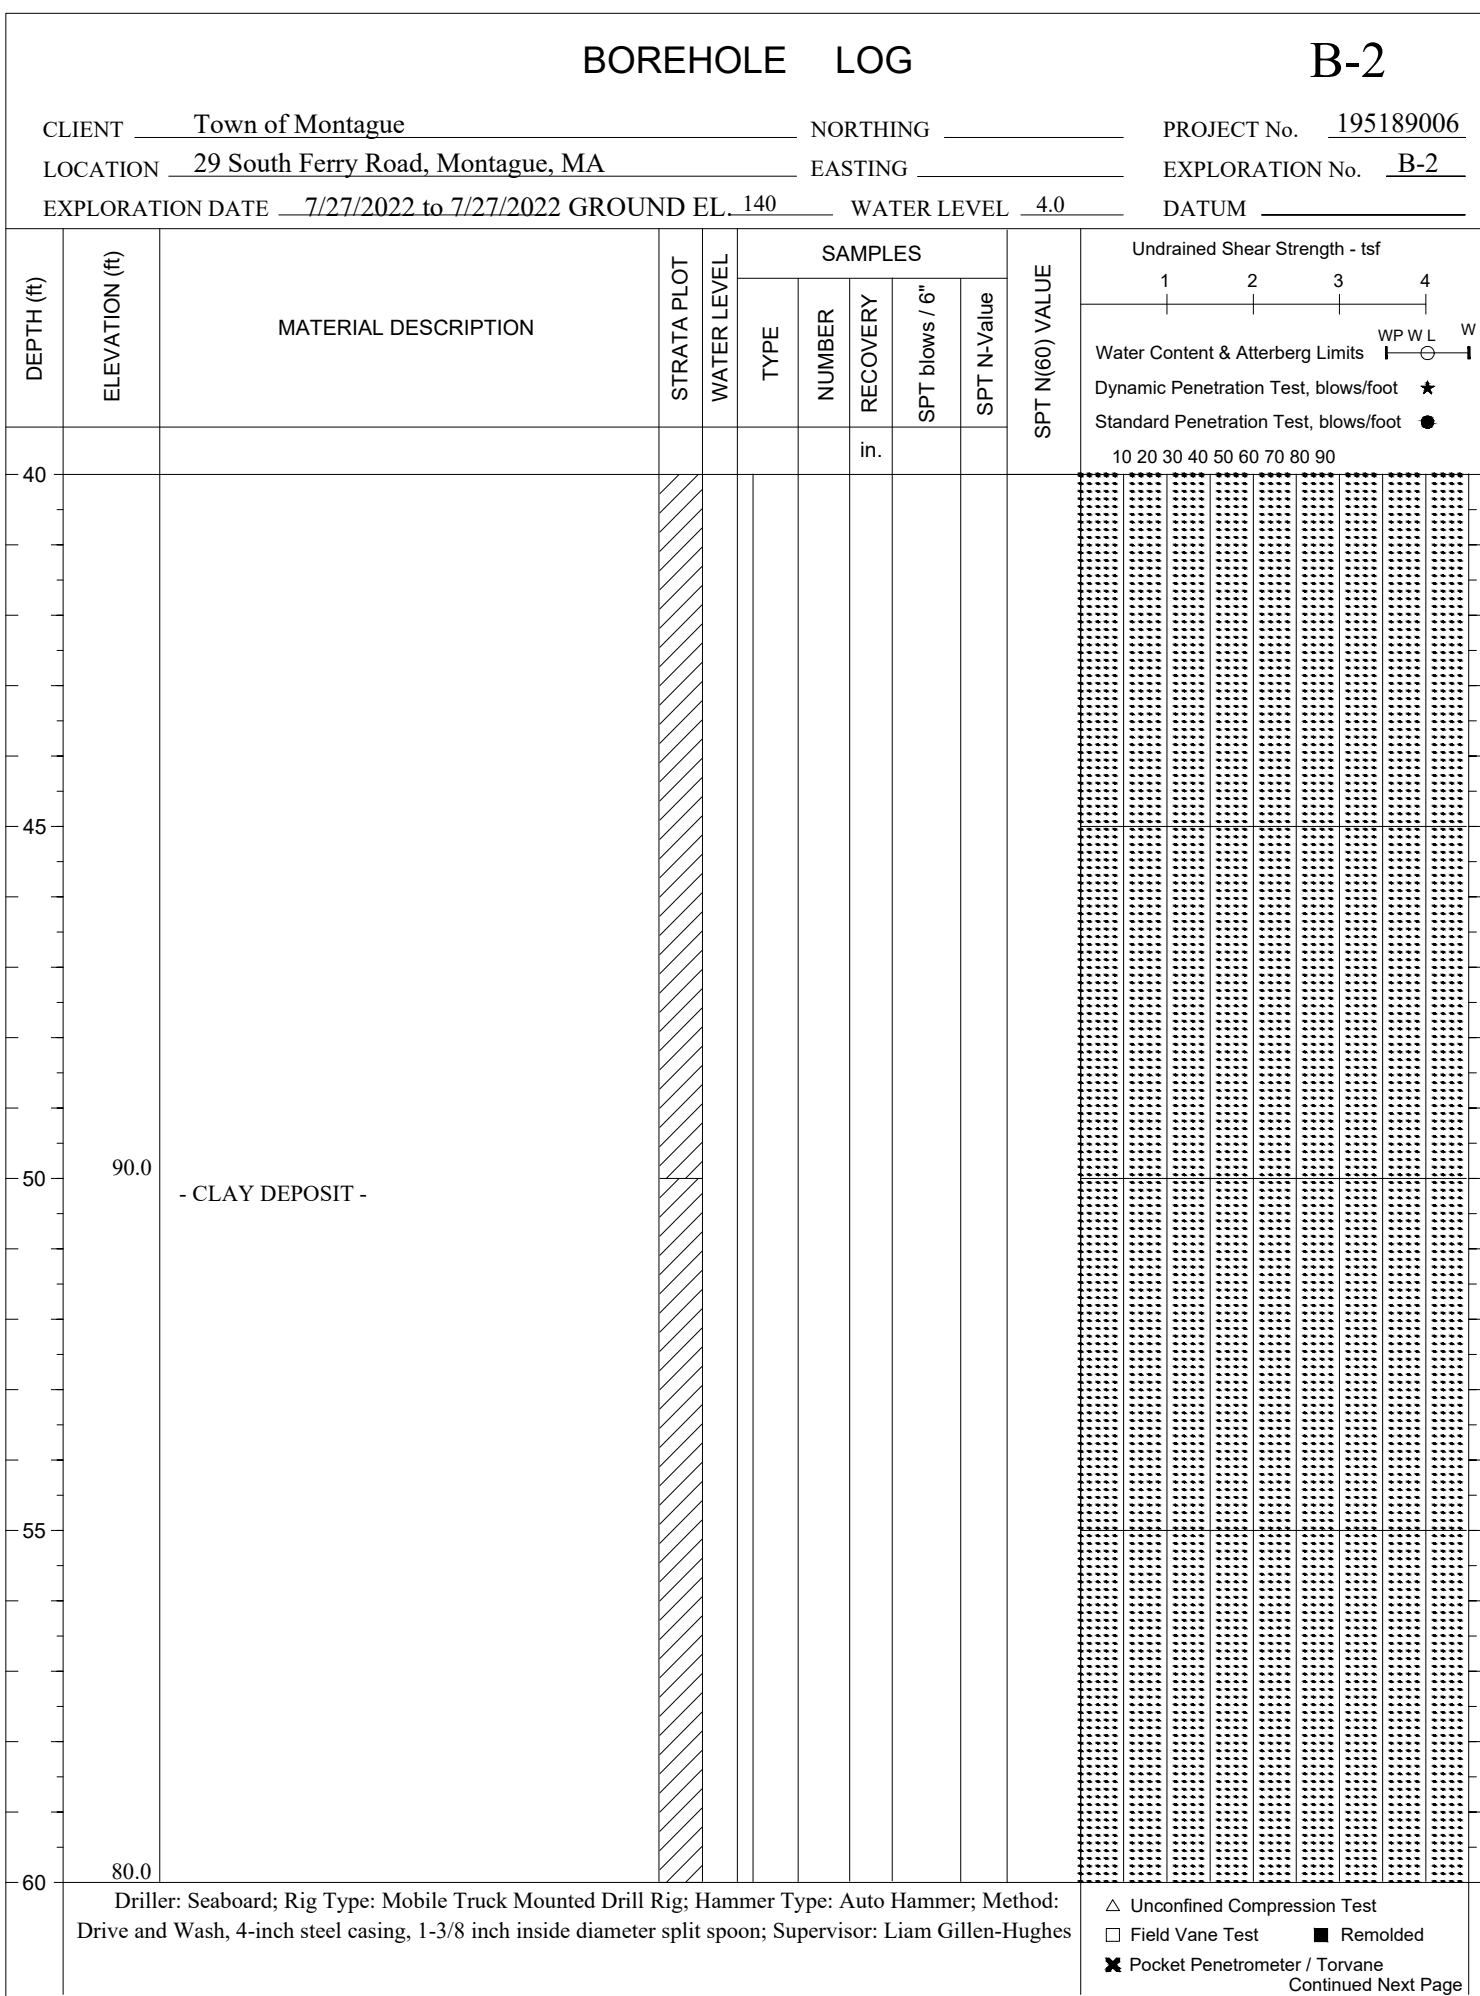 BOREHOLE LOG B-2
CLIENT Town of Montague NORTHING PROJECT No. 195189006
LOCATION 29 South Ferry Road, Montague, MA EASTING EXPLORATION No. B-2
EXPLORATION DATE 7/27/2022 to 7/27/2022 GROUND EL. 140 WATER LEVEL 4.0 DATUM
DEPTH (ft)
ELEVATION (ft)
MATERIAL DESCRIPTION
STRATA PLOT
WATER LEVEL
SAMPLES
TYPE
NUMBER
RECOVERY
in.
SPT blows / 6"
SPT N-Value
SPT N(60) VALUE
Undrained Shear Strength - tsf
1 2 3 4
WP W L W
Water Content & Atterberg Limits
Dynamic Penetration Test, blows/foot ★
Standard Penetration Test, blows/foot ●
10 20 30 40 50 60 70 80 90
40
45
90.0
50
- CLAY DEPOSIT -
55
80.0
60
Driller: Seaboard; Rig Type: Mobile Truck Mounted Drill Rig; Hammer Type: Auto Hammer; Method:
Drive and Wash, 4-inch steel casing, 1-3/8 inch inside diameter split spoon; Supervisor: Liam Gillen-Hughes
△ Unconfined Compression Test
□ Field Vane Test ■ Remolded
✖ Pocket Penetrometer / Torvane
Continued Next Page